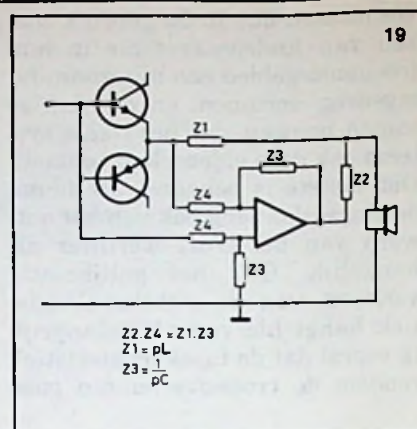 19
Z1
Z3
Z2
Z4
Z4
Z3
Z2.Z4 = Z1.Z3
Z1 = pL
Z3 = 1/pC